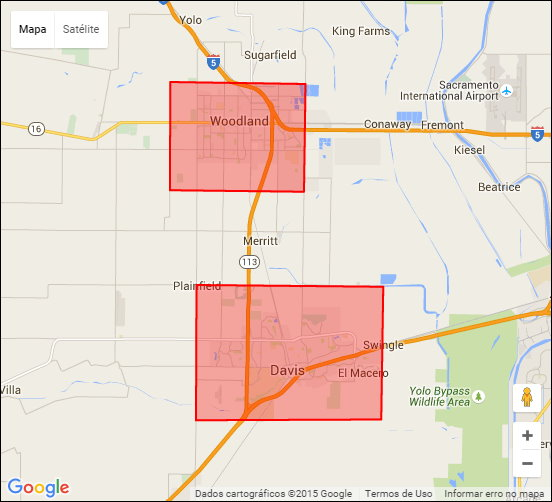 Yolo
King Farms
Mapa
Satélite
Sugarfield
5
Sacramento
International Airport
Woodland
Conaway
Fremont
16
5
Kiesel
Beatrice
Merritt
113
Plainfield
Swingle
Davis
El Macero
Villa
Yolo Bypass
Wildlife Area
+
−
Google
Dados cartográficos ©2015 Google
Termos de Uso
Informar erro no mapa